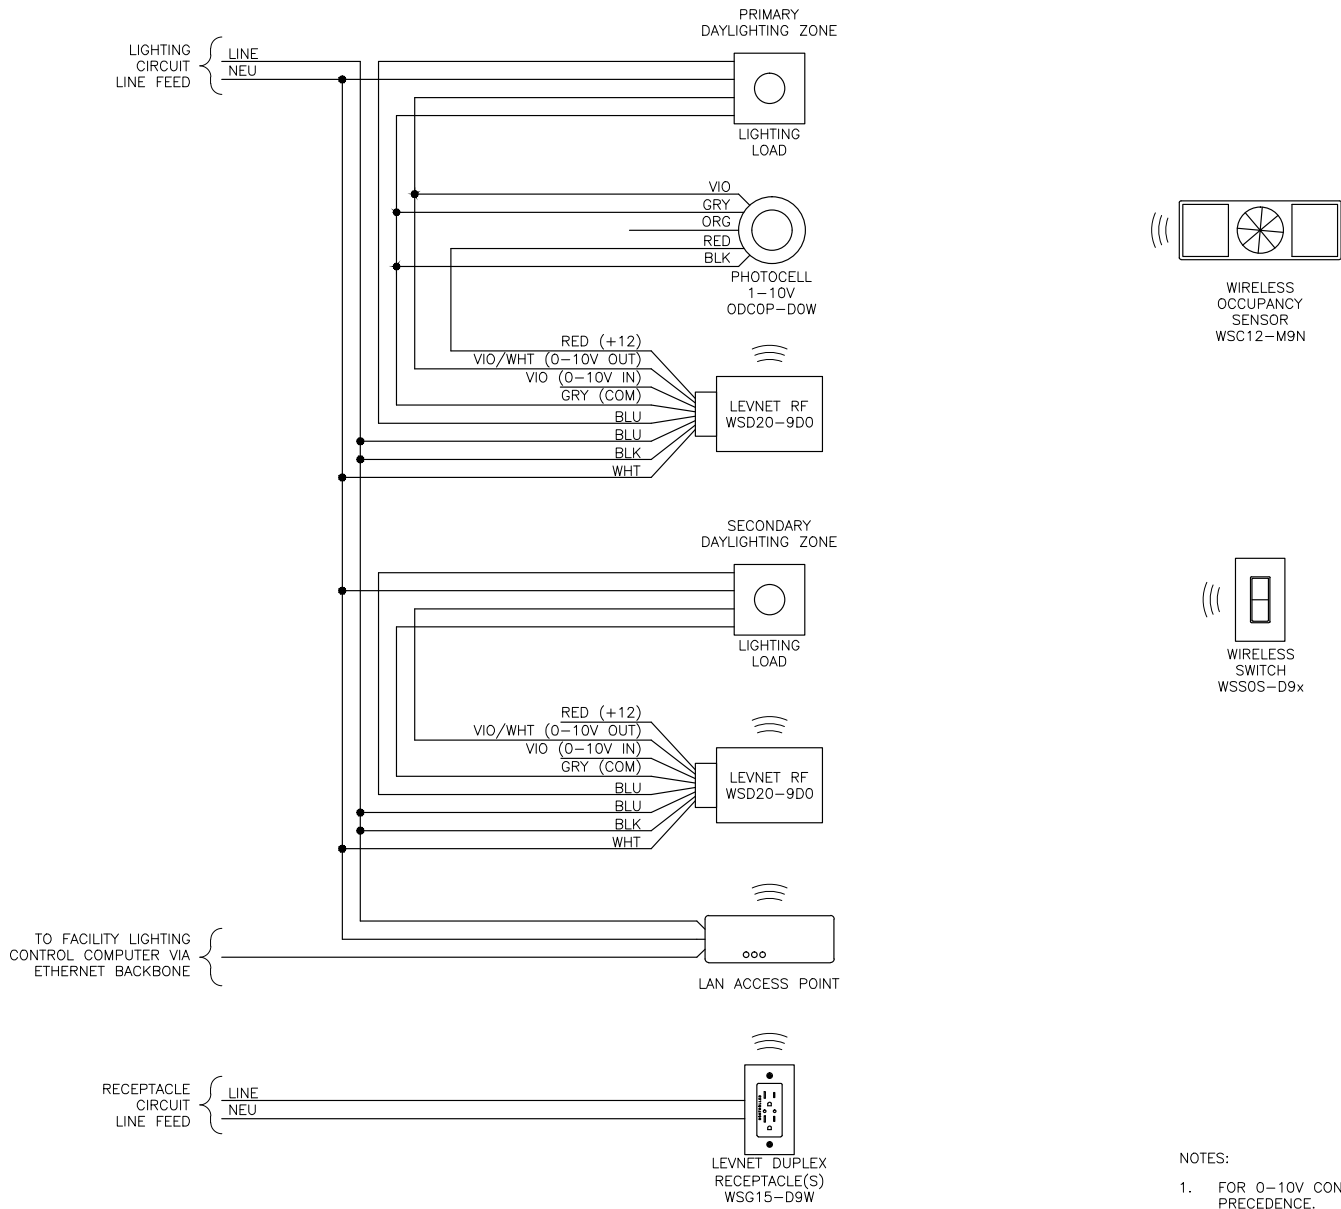 PRIMARY
DAYLIGHTING ZONE
LIGHTING
CIRCUIT
LINE FEED
LINE
NEU
LIGHTING
LOAD
VIO
GRY
ORG
RED
BLK
PHOTOCELL
1-10V
ODC0P-D0W
WIRELESS
OCCUPANCY
SENSOR
WSC12-M9N
RED (+12)
VIO/WHT (0-10V OUT)
VIO (0-10V IN)
GRY (COM)
BLU
BLU
BLK
WHT
LEVNET RF
WSD20-9D0
SECONDARY
DAYLIGHTING ZONE
LIGHTING
LOAD
WIRELESS
SWITCH
WSS0S-D9x
RED (+12)
VIO/WHT (0-10V OUT)
VIO (0-10V IN)
GRY (COM)
BLU
BLU
BLK
WHT
LEVNET RF
WSD20-9D0
TO FACILITY LIGHTING
CONTROL COMPUTER VIA
ETHERNET BACKBONE
LAN ACCESS POINT
RECEPTACLE
CIRCUIT
LINE FEED
LINE
NEU
LEVNET DUPLEX
RECEPTACLE(S)
WSG15-D9W
NOTES:
1. FOR 0-10V CON
PRECEDENCE.